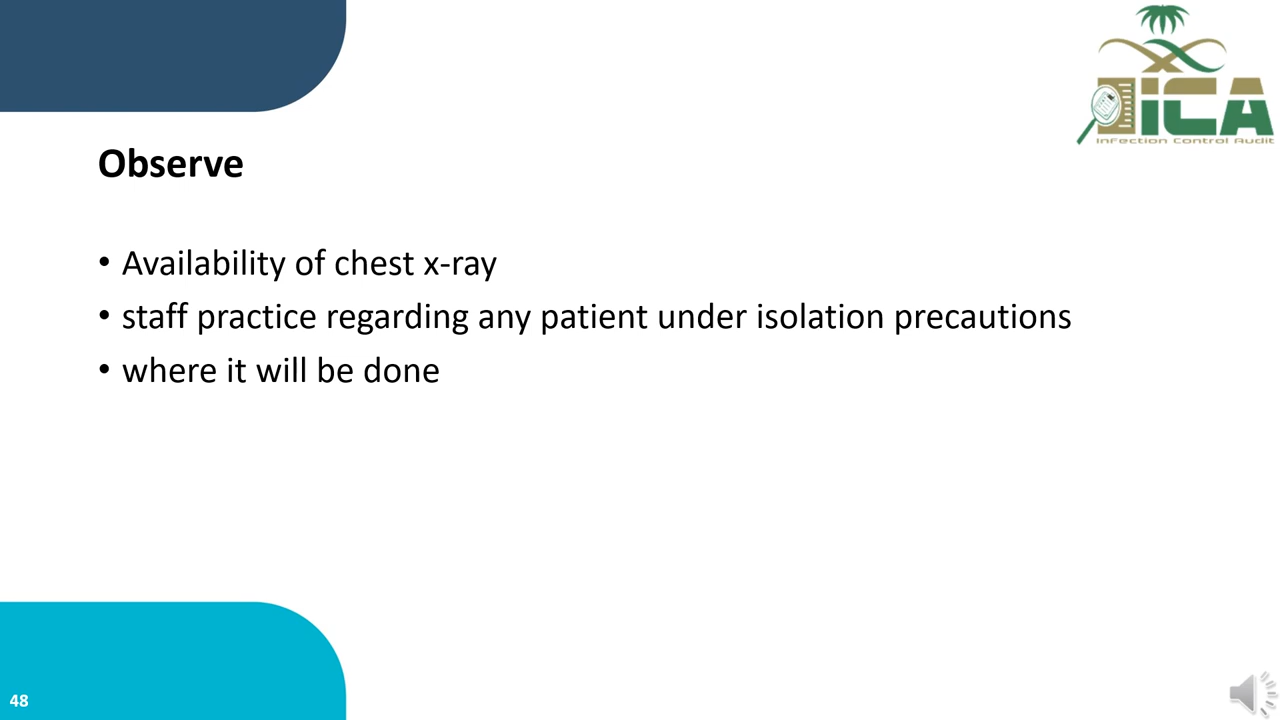 iCA
Infection Control Audit
Observe
• Availability of chest x-ray
• staff practice regarding any patient under isolation precautions
• where it will be done
48